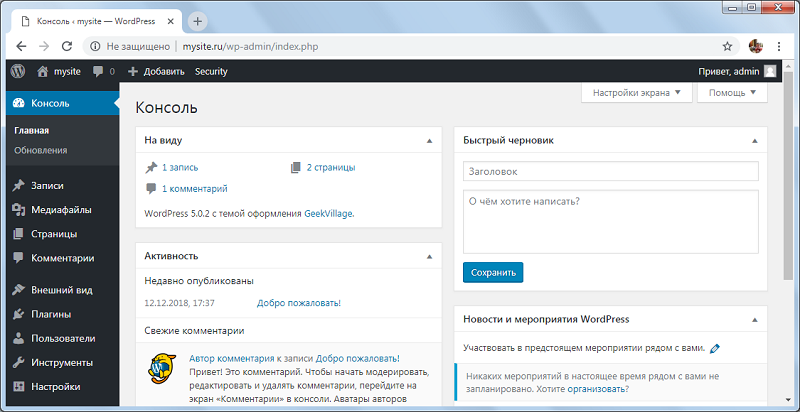 Консоль ‹ mysite — WordPress
Не защищено | mysite.ru/wp-admin/index.php
mysite 0 Добавить Security Привет, admin
Настройки экрана Помощь
Консоль
Главная
Обновления
Записи
Медиафайлы
Страницы
Комментарии
Внешний вид
Плагины
Пользователи
Инструменты
Настройки
Консоль
На виду
1 запись 2 страницы
1 комментарий
WordPress 5.0.2 с темой оформления GeekVillage.
Активность
Недавно опубликованы
12.12.2018, 17:37 Добро пожаловать!
Свежие комментарии
Автор комментария к записи Добро пожаловать!
Привет! Это комментарий. Чтобы начать модерировать,
редактировать и удалять комментарии, перейдите на
экран «Комментарии» в консоли. Аватары авторов
Быстрый черновик
Заголовок
О чём хотите написать?
Сохранить
Новости и мероприятия WordPress
Участвовать в предстоящем мероприятии рядом с вами.
Никаких мероприятий в настоящее время рядом с вами не
запланировано. Хотите организовать?